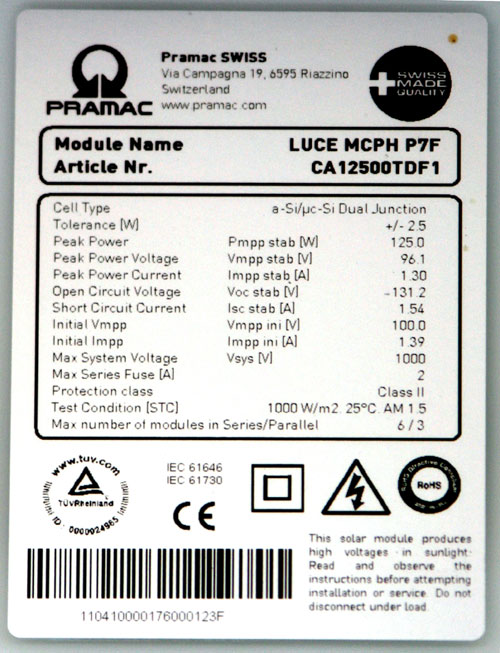 PRAMAC
Pramac SWISS
Via Campagna 19, 6595 Riazzino
Switzerland
www.pramac.com
SWISS
MADE
QUALITY
Module Name LUCE MCPH P7F
Article Nr. CA12500TDF1
Cell Type a-Si/µc-Si Dual Junction
Tolerance [W] +/- 2.5
Peak Power Pmpp stab [W] 125.0
Peak Power Voltage Vmpp stab [V] 96.1
Peak Power Current Impp stab [A] 1.30
Open Circuit Voltage Voc stab [V] -131.2
Short Circuit Current Isc stab [A] 1.54
Initial Vmpp Vmpp ini [V] 100.0
Initial Impp Impp ini [A] 1.39
Max System Voltage Vsys [V] 1000
Max Series Fuse [A] 2
Protection class Class II
Test Condition [STC] 1000 W/m2. 25°C. AM 1.5
Max number of modules in Series/Parallel 6 / 3
www.tuv.com
TÜVRheinland
ID: 0000024965
IEC 61646
IEC 61730
CE
RoHS
This solar module produces
high voltages in sunlight.
Read and observe the
instructions before attempting
installation or service. Do not
disconnect under load.
110410000176000123F